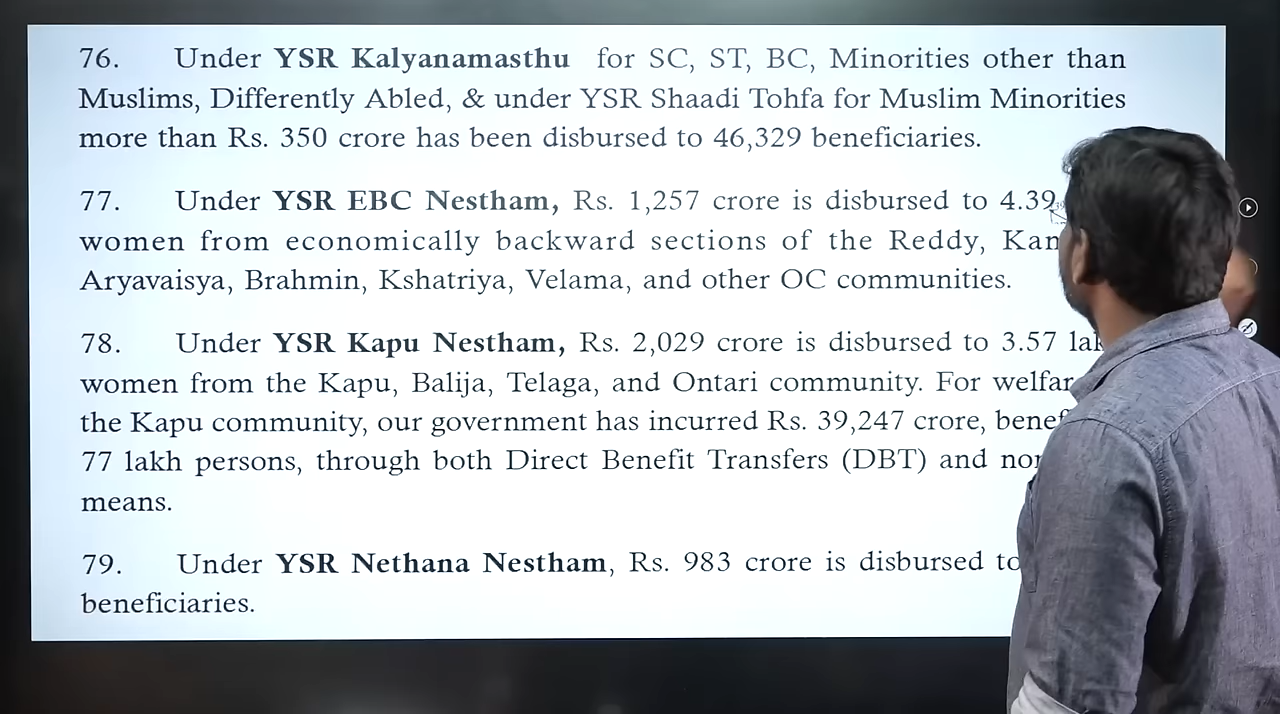 76. Under YSR Kalyanamasthu for SC, ST, BC, Minorities other than
Muslims, Differently Abled, & under YSR Shaadi Tohfa for Muslim Minorities
more than Rs. 350 crore has been disbursed to 46,329 beneficiaries.
77. Under YSR EBC Nestham, Rs. 1,257 crore is disbursed to 4.39
women from economically backward sections of the Reddy,
Aryavaisya, Brahmin, Kshatriya, Velama, and other OC communities.
78. Under YSR Kapu Nestham, Rs. 2,029 crore is disbursed to 3.57
women from the Kapu, Balija, Telaga, and Ontari community. For
the Kapu community, our government has incurred Rs. 39,247 crore,
77 lakh persons, through both Direct Benefit Transfers (DBT) and
means.
79. Under YSR Nethana Nestham, Rs. 983 crore is disbursed to
beneficiaries.